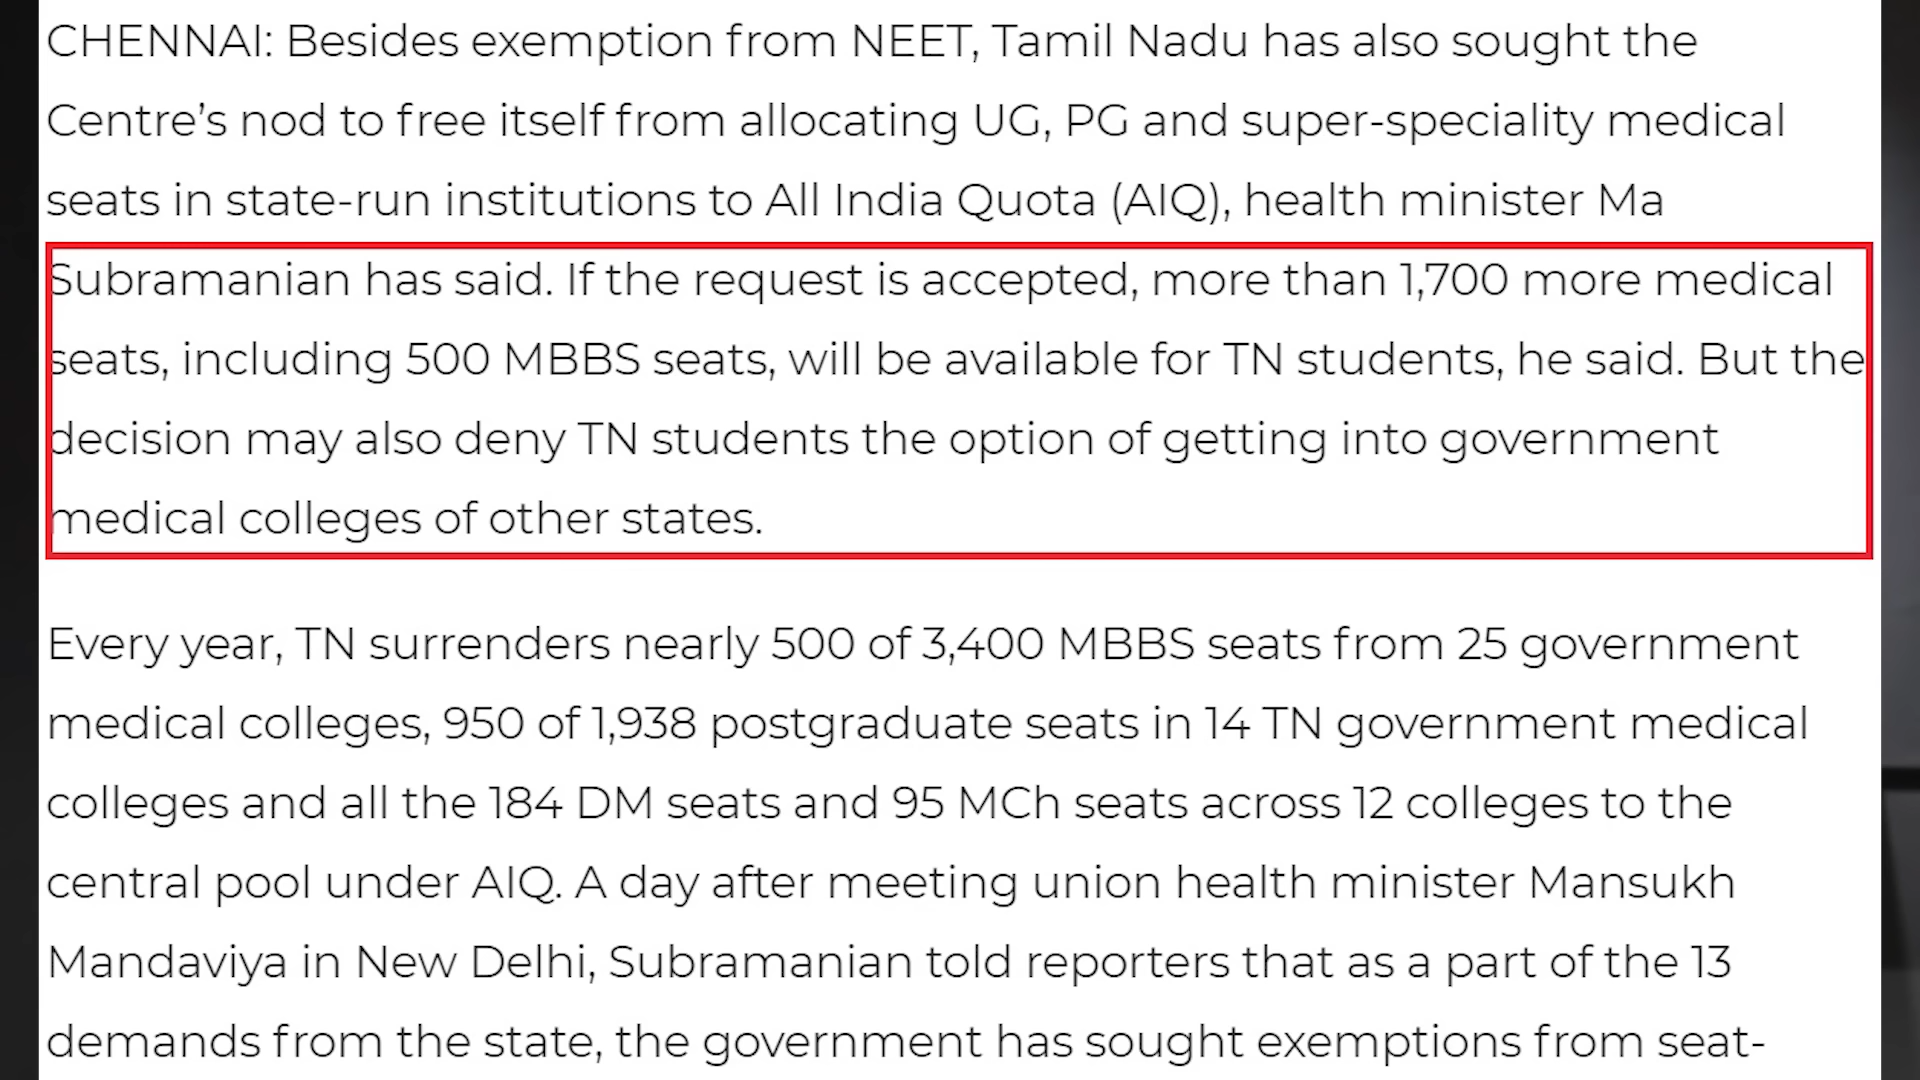 CHENNAI: Besides exemption from NEET, Tamil Nadu has also sought the
Centre’s nod to free itself from allocating UG, PG and super-speciality medical
seats in state-run institutions to All India Quota (AIQ), health minister Ma
Subramanian has said. If the request is accepted, more than 1,700 more medical
seats, including 500 MBBS seats, will be available for TN students, he said. But the
decision may also deny TN students the option of getting into government
medical colleges of other states.
Every year, TN surrenders nearly 500 of 3,400 MBBS seats from 25 government
medical colleges, 950 of 1,938 postgraduate seats in 14 TN government medical
colleges and all the 184 DM seats and 95 MCh seats across 12 colleges to the
central pool under AIQ. A day after meeting union health minister Mansukh
Mandaviya in New Delhi, Subramanian told reporters that as a part of the 13
demands from the state, the government has sought exemptions from seat-